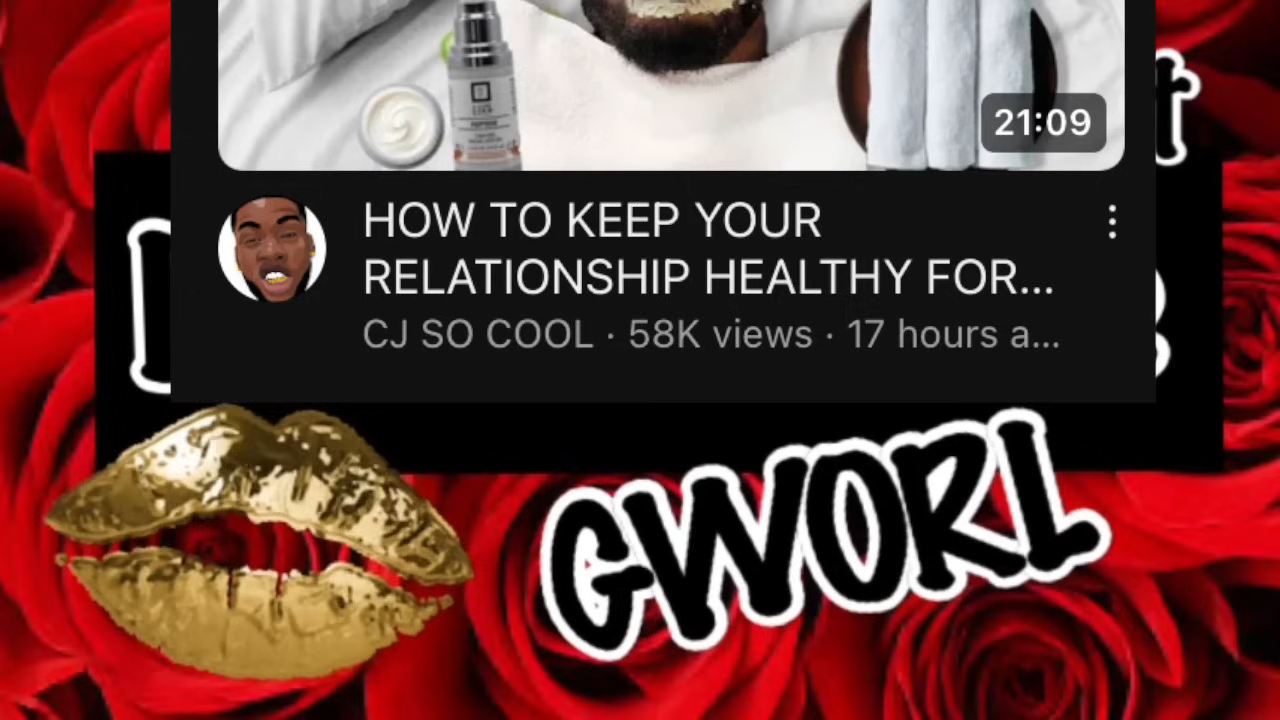 21:09
HOW TO KEEP YOUR
RELATIONSHIP HEALTHY FOR...
CJ SO COOL · 58K views · 17 hours a...
GWORL